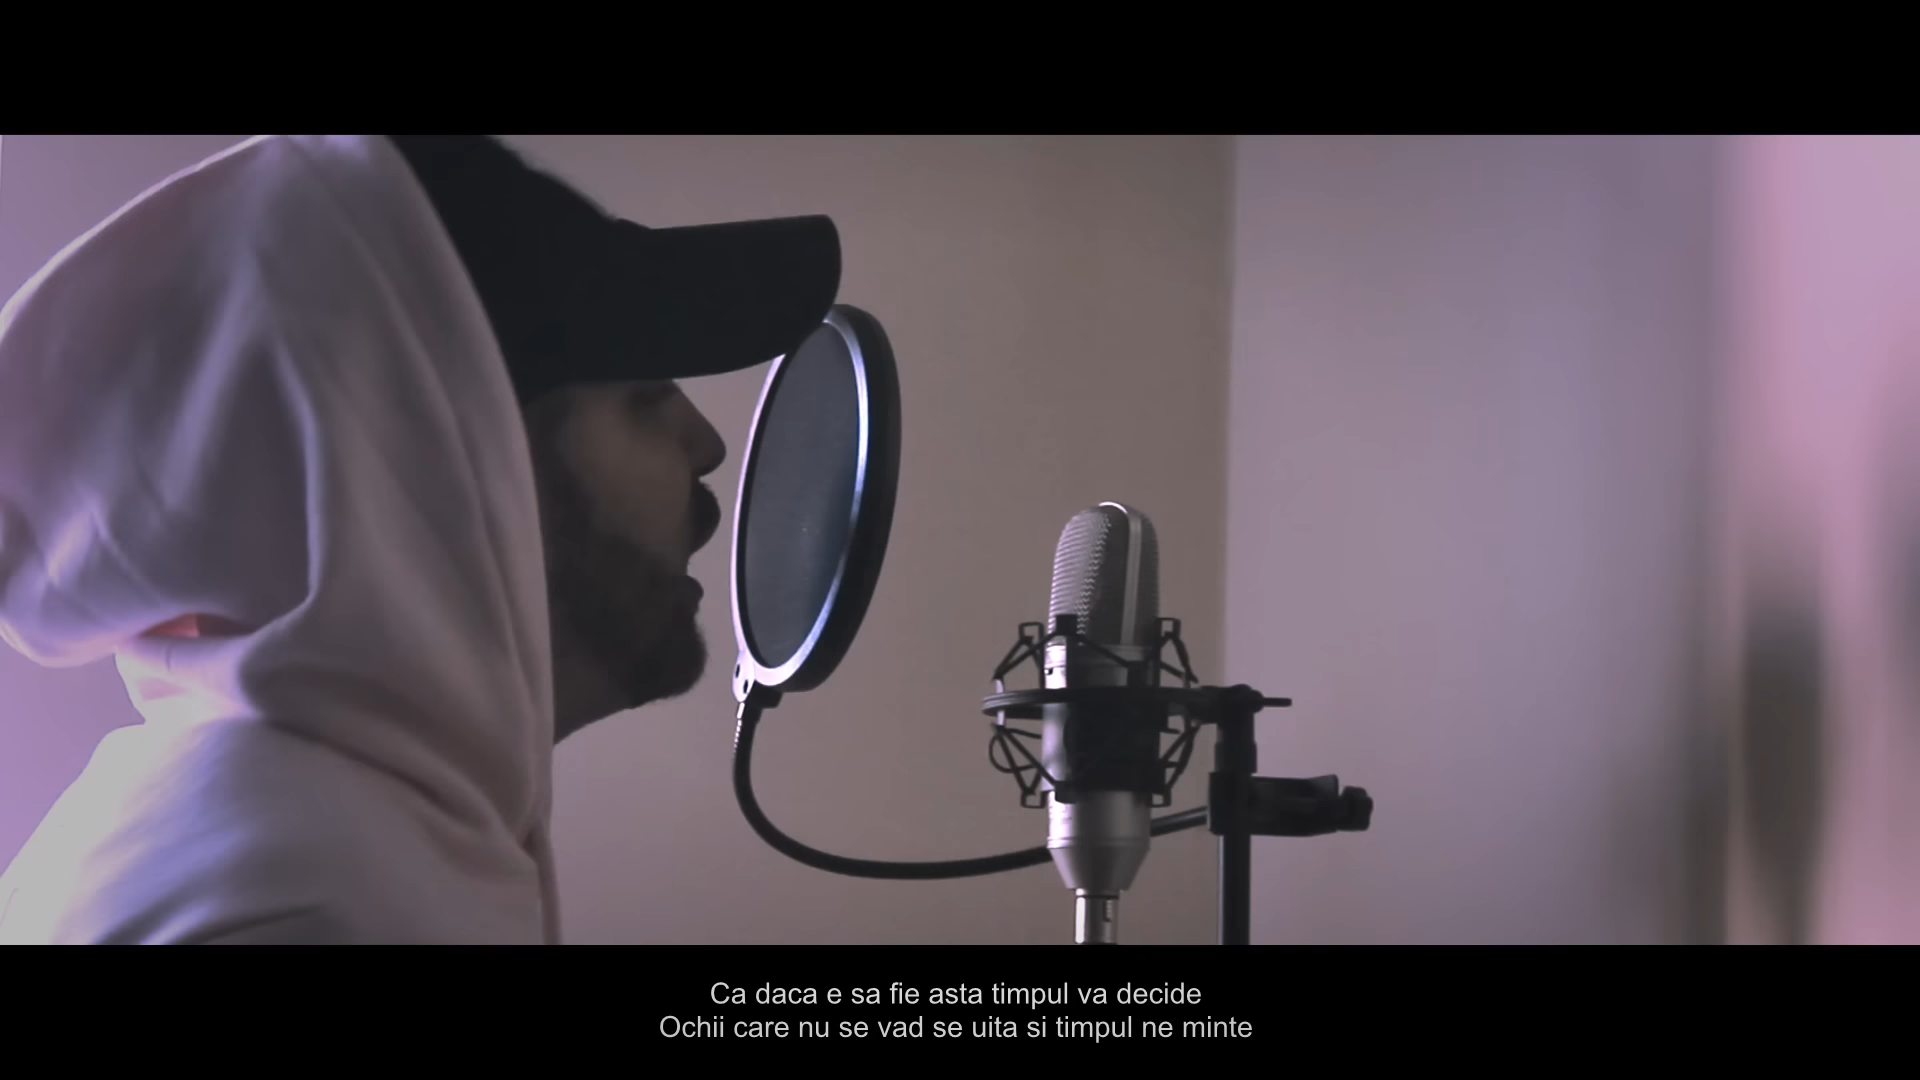 Ca daca e sa fie asta timpul va decide
Ochii care nu se vad se uita si timpul ne minte